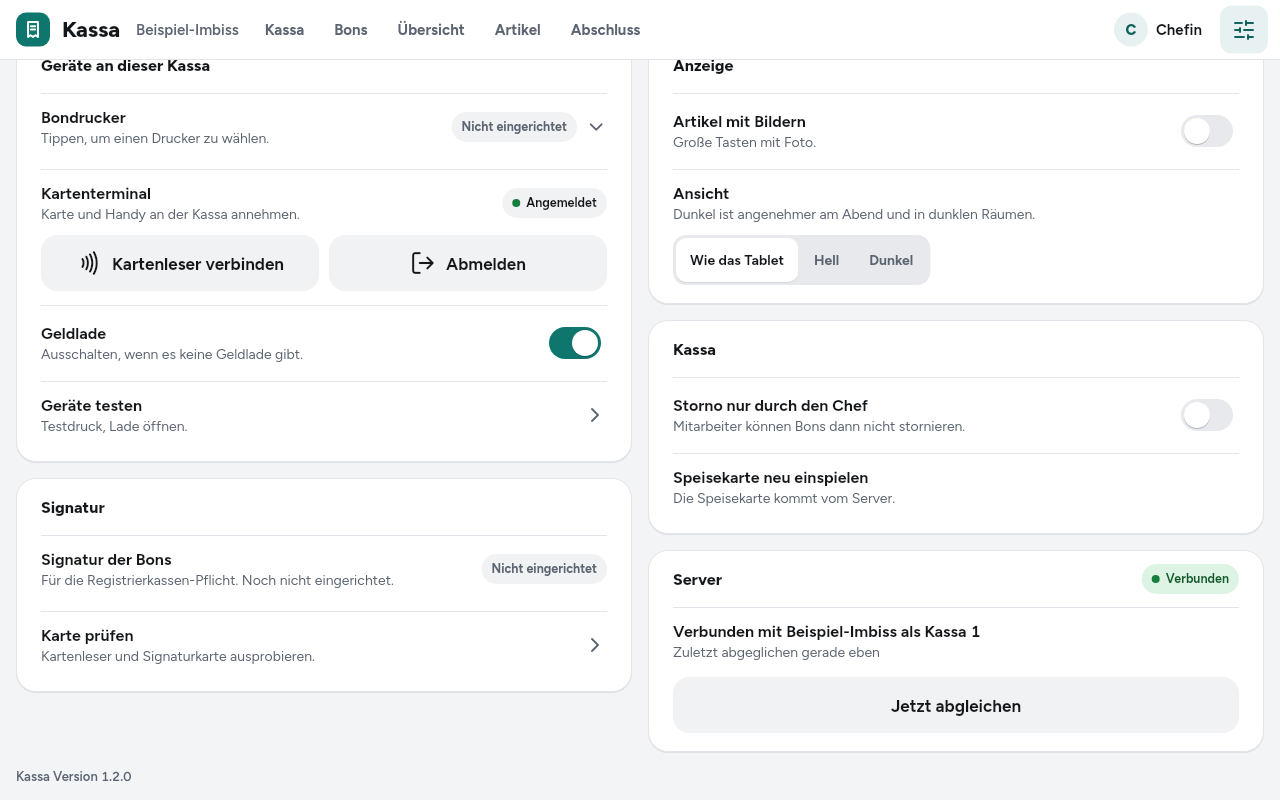 Kassa
Beispiel-Imbiss
Kassa
Bons
Übersicht
Artikel
Abschluss
C
Chefin
Geräte an dieser Kassa
Bondrucker
Tippen, um einen Drucker zu wählen.
Nicht eingerichtet
Kartenterminal
Karte und Handy an der Kassa annehmen.
Angemeldet
Kartenleser verbinden
Abmelden
Geldlade
Ausschalten, wenn es keine Geldlade gibt.
Geräte testen
Testdruck, Lade öffnen.
Signatur
Signatur der Bons
Für die Registrierkassen-Pflicht. Noch nicht eingerichtet.
Nicht eingerichtet
Karte prüfen
Kartenleser und Signaturkarte ausprobieren.
Anzeige
Artikel mit Bildern
Große Tasten mit Foto.
Ansicht
Dunkel ist angenehmer am Abend und in dunklen Räumen.
Wie das Tablet
Hell
Dunkel
Kassa
Storno nur durch den Chef
Mitarbeiter können Bons dann nicht stornieren.
Speisekarte neu einspielen
Die Speisekarte kommt vom Server.
Server
Verbunden
Verbunden mit Beispiel-Imbiss als Kassa 1
Zuletzt abgeglichen gerade eben
Jetzt abgleichen
Kassa Version 1.2.0